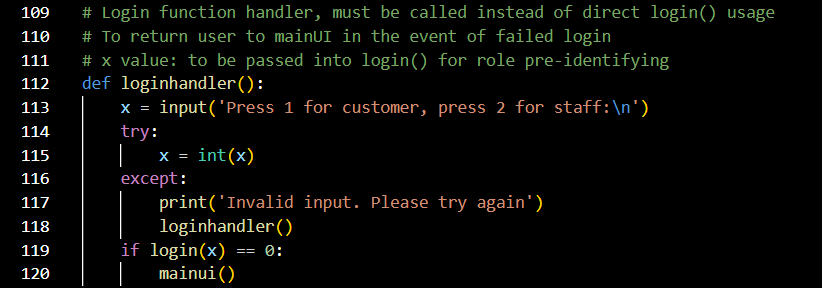 109 # Login function handler, must be called instead of direct login() usage
110 # To return user to mainUI in the event of failed login
111 # x value: to be passed into login() for role pre-identifying
112 def loginhandler():
113     x = input('Press 1 for customer, press 2 for staff:\n')
114     try:
115         x = int(x)
116     except:
117         print('Invalid input. Please try again')
118         loginhandler()
119     if login(x) == 0:
120         mainui()